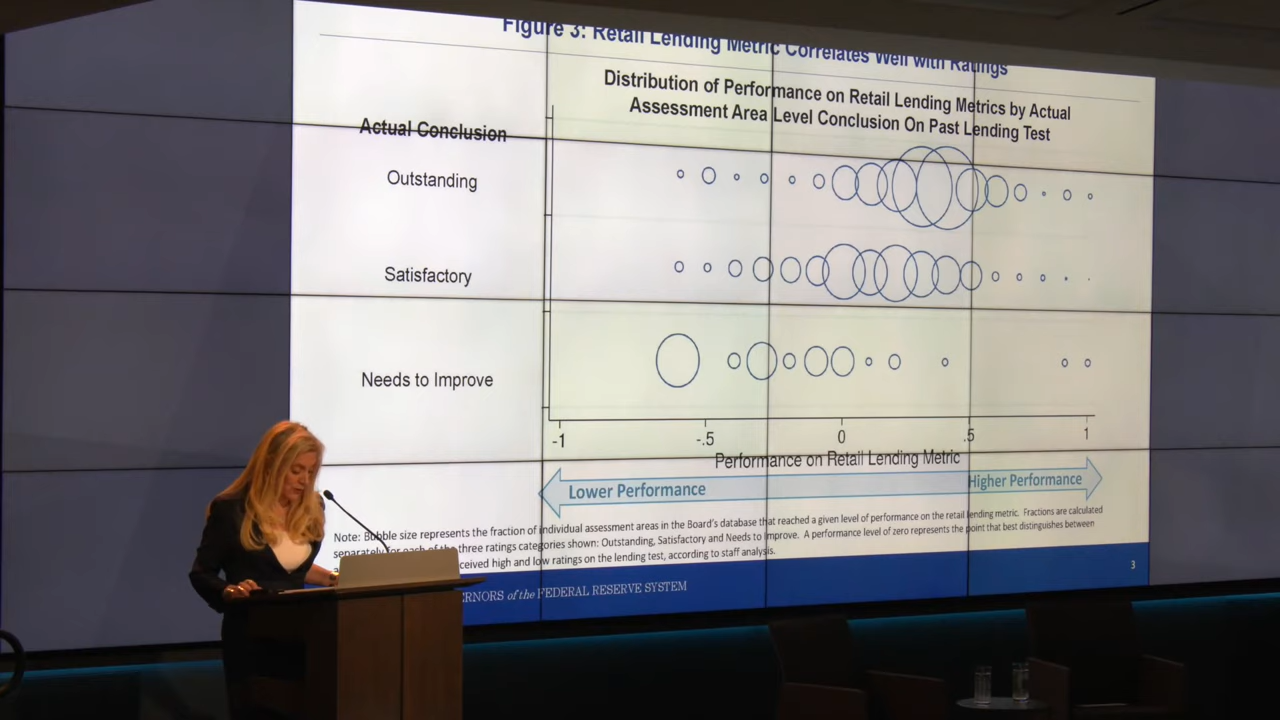 Figure 3: Retail Lending Metric Correlates Well with Ratings
Distribution of Performance on Retail Lending Metrics by Actual
Assessment Area Level Conclusion On Past Lending Test
Actual Conclusion
Outstanding
Satisfactory
Needs to Improve
-1 -.5 0 .5 1
Performance on Retail Lending Metric
Lower Performance
Higher Performance
Note: Bubble size represents the fraction of individual assessment areas in the Board's database that reached a given level of performance on the retail lending metric. Fractions are calculated
separately for each of the three ratings categories shown: Outstanding, Satisfactory and Needs to Improve. A performance level of zero represents the point that best distinguishes between
ceived high and low ratings on the lending test, according to staff analysis.
3
ERNORS of the FEDERAL RESERVE SYSTEM